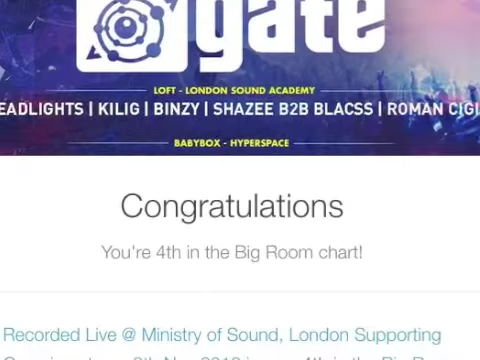 gate
LOFT - LONDON SOUND ACADEMY
EADLIGHTS | KILIG | BINZY | SHAZEE B2B BLACSS | ROMAN CIGI
BABYBOX - HYPERSPACE
Congratulations
You're 4th in the Big Room chart!
Recorded Live @ Ministry of Sound, London Supporting